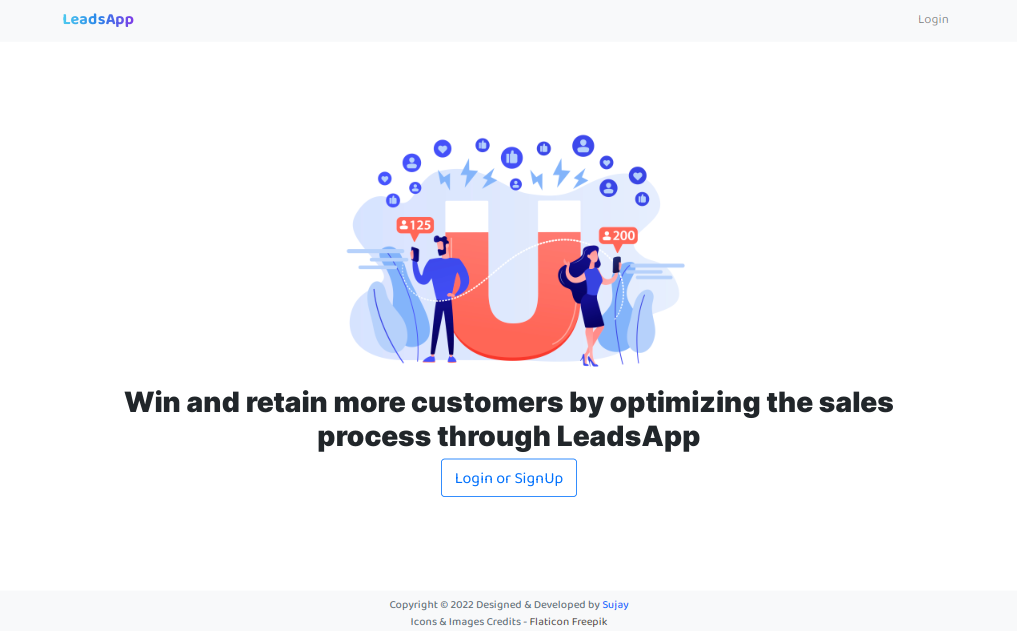 LeadsApp
Login
125
200
Win and retain more customers by optimizing the sales
process through LeadsApp
Login or SignUp
Copyright © 2022 Designed & Developed by Sujay
Icons & Images Credits - Flaticon Freepik